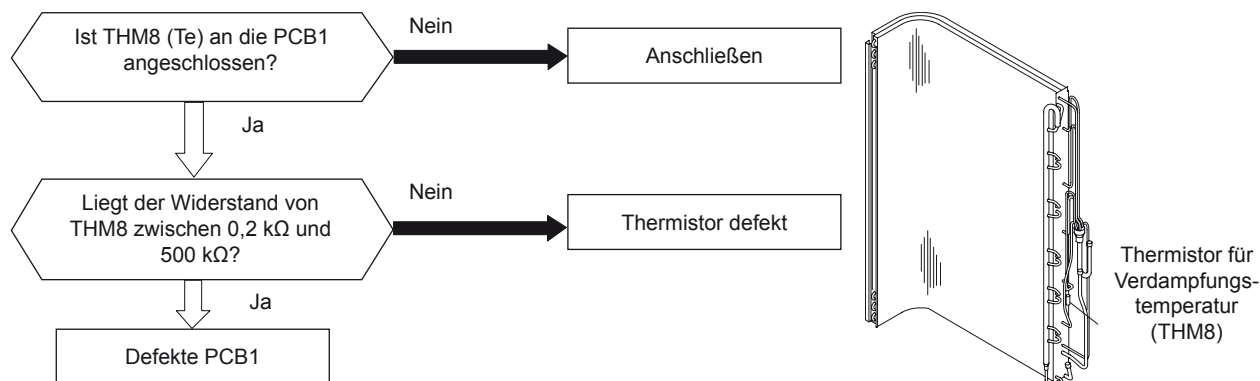 Ist THM8 (Te) an die PCB1
angeschlossen?
Nein
Anschließen
Ja
Liegt der Widerstand von
THM8 zwischen 0,2 kΩ und
500 kΩ?
Nein
Thermistor defekt
Ja
Defekte PCB1
Thermistor für
Verdampfungs-
temperatur
(THM8)